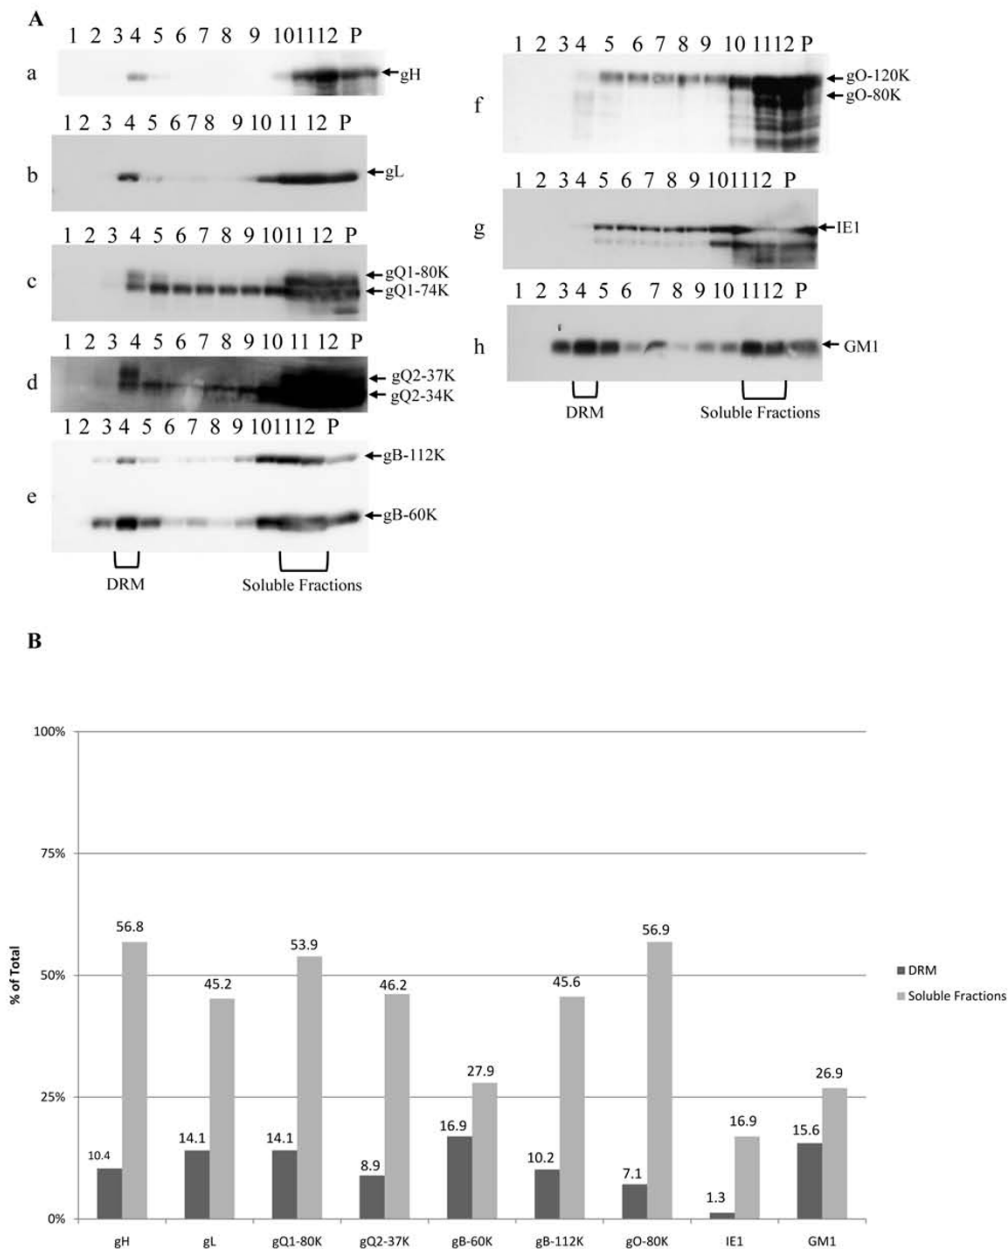 A
1 2 3 4 5 6 7 8 9 10 11 12 P
a
gH
1 2 3 4 5 6 7 8 9 10 11 12 P
b
gL
1 2 3 4 5 6 7 8 9 10 11 12 P
c
gQ1-80K
gQ1-74K
1 2 3 4 5 6 7 8 9 10 11 12 P
d
gQ2-37K
gQ2-34K
1 2 3 4 5 6 7 8 9 10 11 12 P
e
gB-112K
gB-60K
DRM
Soluble Fractions
1 2 3 4 5 6 7 8 9 10 11 12 P
f
gO-120K
gO-80K
1 2 3 4 5 6 7 8 9 10 11 12 P
g
IE1
1 2 3 4 5 6 7 8 9 10 11 12 P
h
GM1
DRM
Soluble Fractions
B
% of Total
100%
75%
50%
25%
0%
10.4
56.8
14.1
45.2
14.1
53.9
8.9
46.2
16.9
27.9
10.2
45.6
7.1
56.9
1.3
16.9
15.6
26.9
gH
gL
gQ1-80K
gQ2-37K
gB-60K
gB-112K
gO-80K
IE1
GM1
DRM
Soluble Fractions